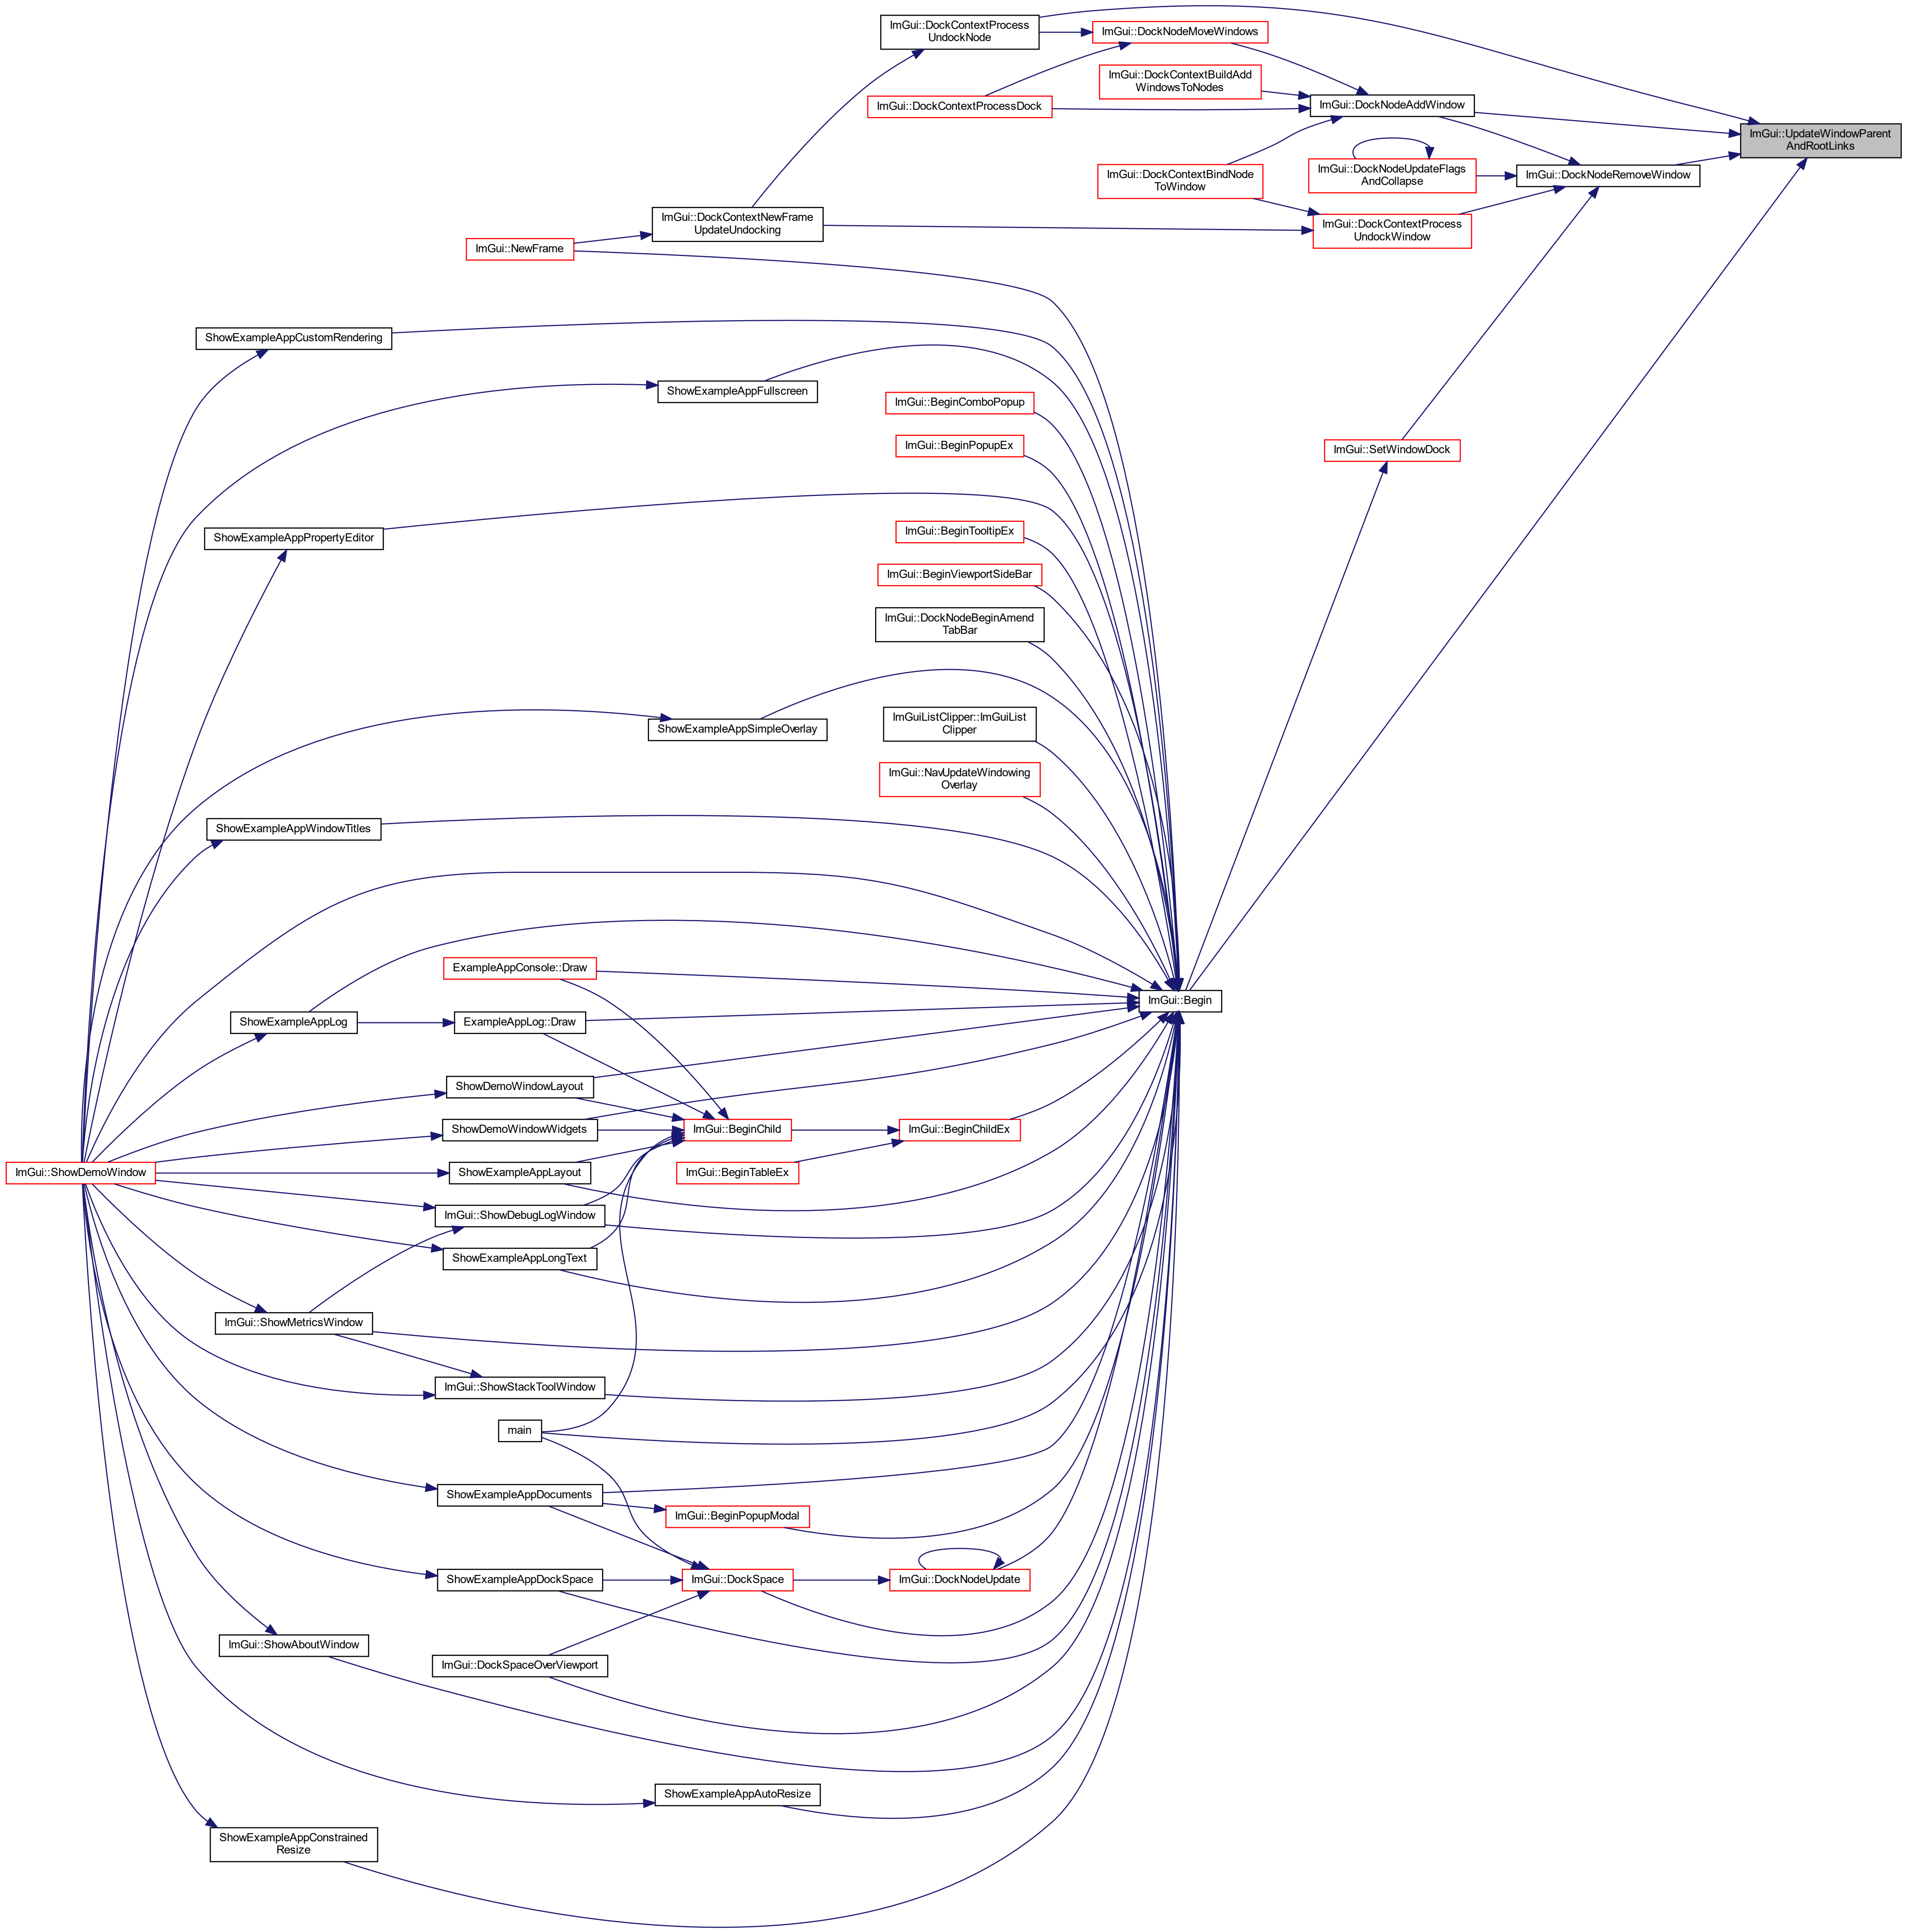 ImGui::DockContextProcess
UndockNode
ImGui::DockNodeMoveWindows
ImGui::DockContextBuildAdd
WindowsToNodes
ImGui::DockContextProcessDock
ImGui::DockNodeAddWindow
ImGui::UpdateWindowParent
AndRootLinks
ImGui::DockNodeUpdateFlags
AndCollapse
ImGui::DockNodeRemoveWindow
ImGui::DockContextBindNode
ToWindow
ImGui::DockContextNewFrame
UpdateUndocking
ImGui::DockContextProcess
UndockWindow
ImGui::NewFrame
ShowExampleAppCustomRendering
ShowExampleAppFullscreen
ImGui::BeginComboPopup
ImGui::BeginPopupEx
ImGui::SetWindowDock
ShowExampleAppPropertyEditor
ImGui::BeginTooltipEx
ImGui::BeginViewportSideBar
ImGui::DockNodeBeginAmend
TabBar
ShowExampleAppSimpleOverlay
ImGuiListClipper::ImGuiList
Clipper
ImGui::NavUpdateWindowing
Overlay
ShowExampleAppWindowTitles
ExampleAppConsole::Draw
ImGui::Begin
ShowExampleAppLog
ExampleAppLog::Draw
ShowDemoWindowLayout
ShowDemoWindowWidgets
ImGui::BeginChild
ImGui::BeginChildEx
ImGui::ShowDemoWindow
ShowExampleAppLayout
ImGui::BeginTableEx
ImGui::ShowDebugLogWindow
ShowExampleAppLongText
ImGui::ShowMetricsWindow
ImGui::ShowStackToolWindow
main
ShowExampleAppDocuments
ImGui::BeginPopupModal
ShowExampleAppDockSpace
ImGui::DockSpace
ImGui::DockNodeUpdate
ImGui::ShowAboutWindow
ImGui::DockSpaceOverViewport
ShowExampleAppAutoResize
ShowExampleAppConstrained
Resize